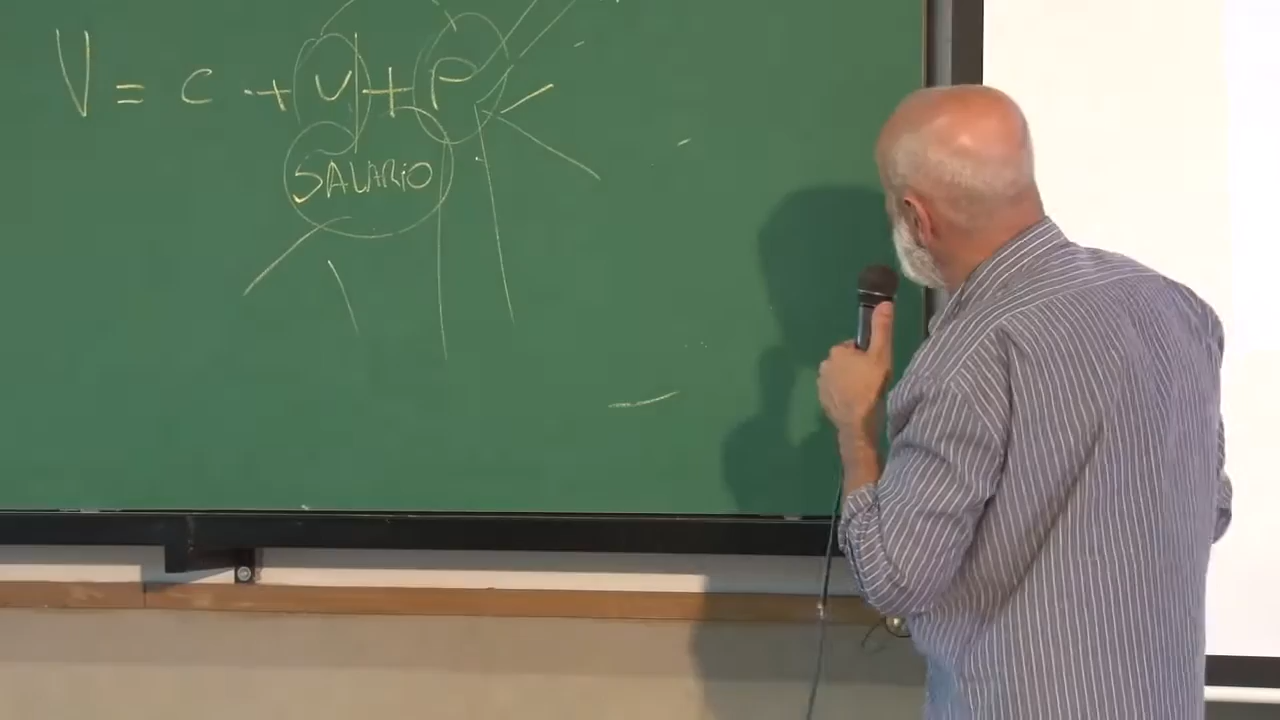 V = c + v + p
SALARIO